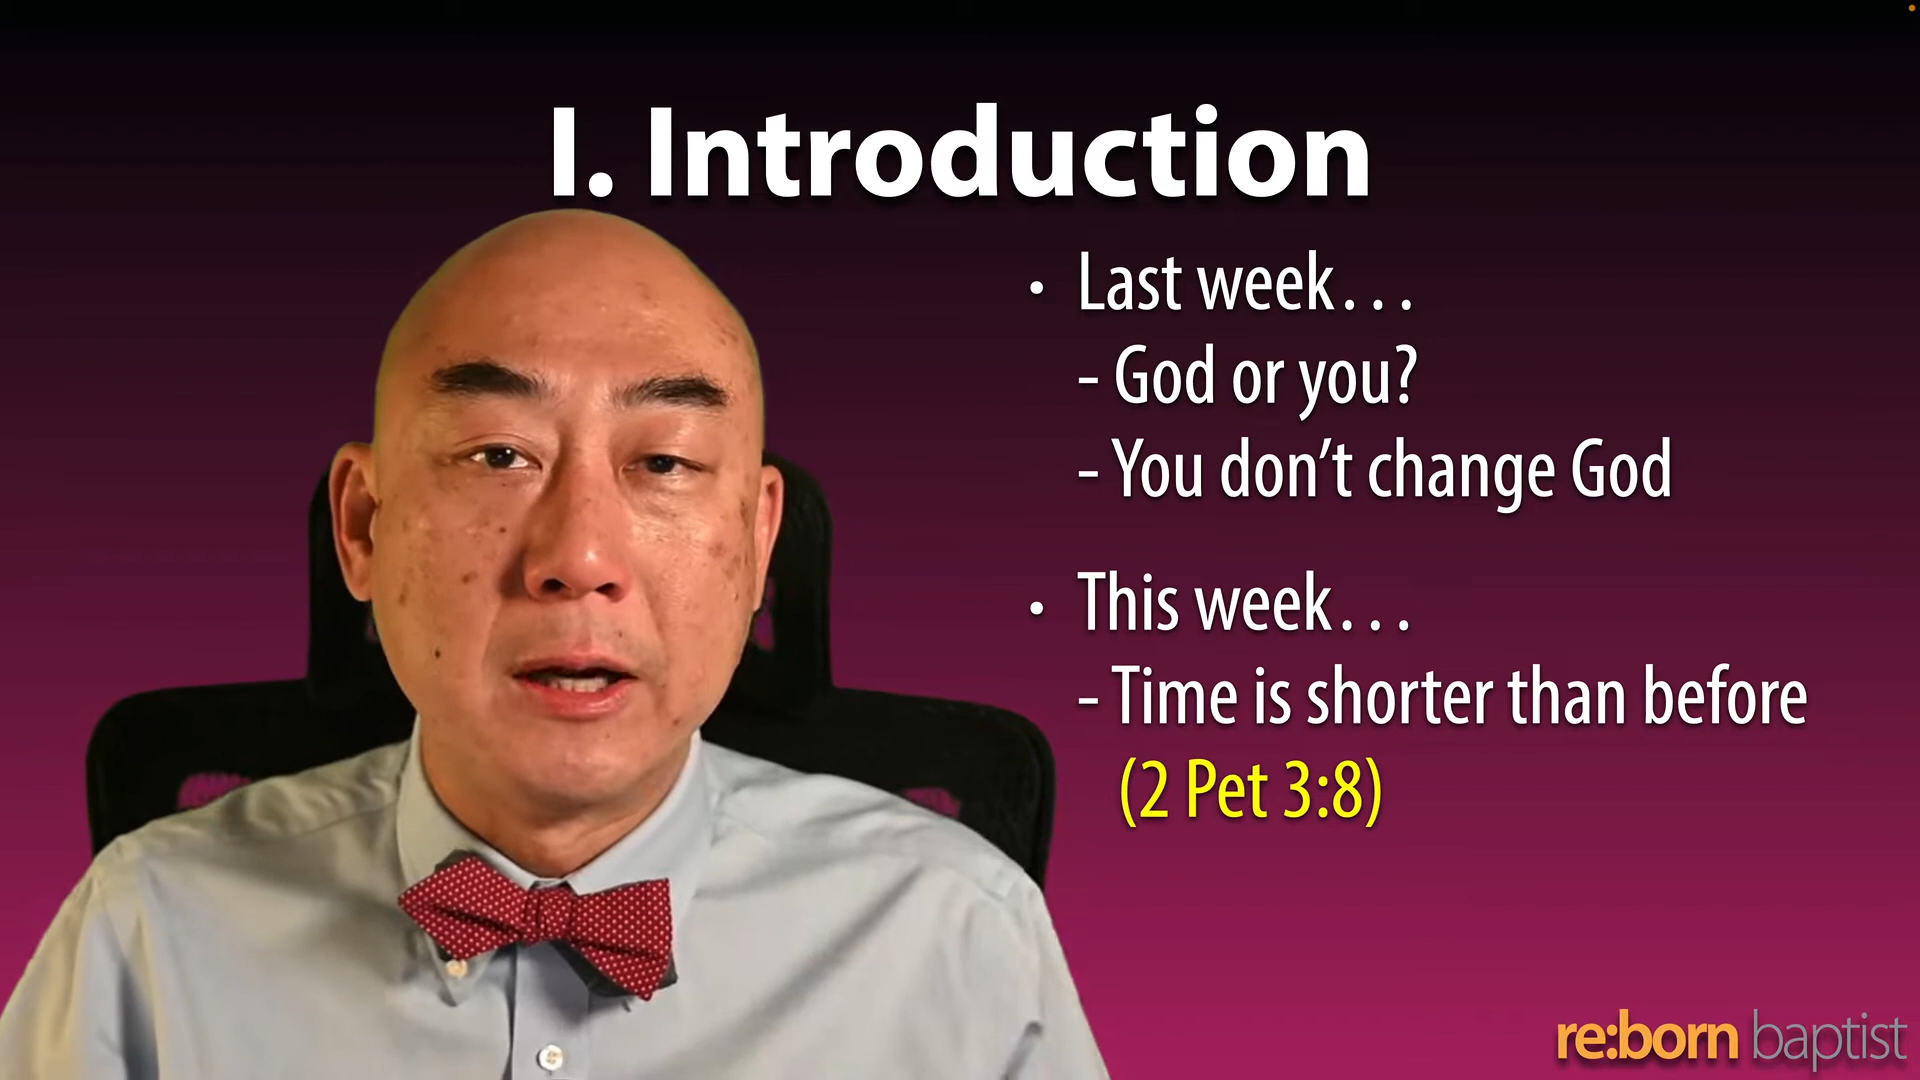 I. Introduction
• Last week…
- God or you?
- You don’t change God
• This week…
- Time is shorter than before
(2 Pet 3:8)
re:born baptist